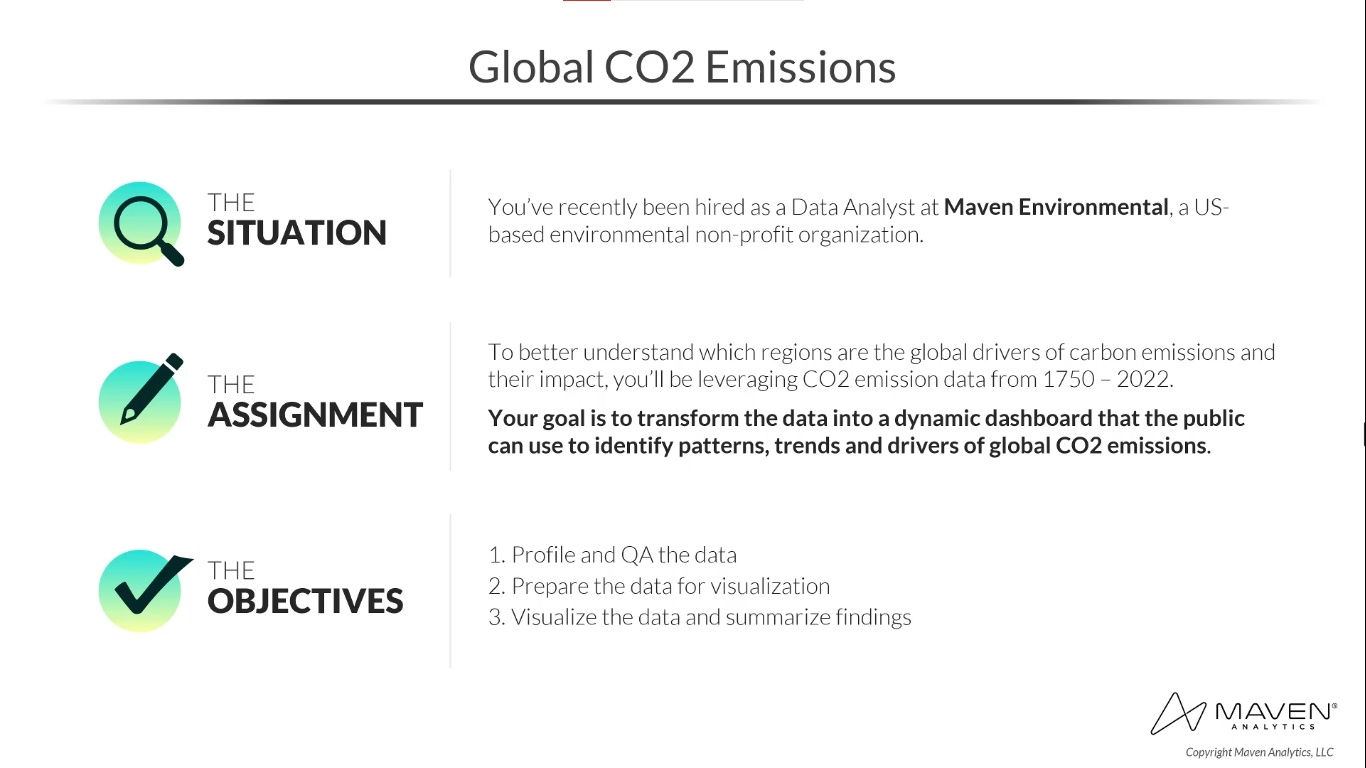 Global CO2 Emissions
THE
SITUATION
You’ve recently been hired as a Data Analyst at Maven Environmental, a US-
based environmental non-profit organization.
THE
ASSIGNMENT
To better understand which regions are the global drivers of carbon emissions and
their impact, you’ll be leveraging CO2 emission data from 1750 – 2022.
Your goal is to transform the data into a dynamic dashboard that the public
can use to identify patterns, trends and drivers of global CO2 emissions.
THE
OBJECTIVES
1. Profile and QA the data
2. Prepare the data for visualization
3. Visualize the data and summarize findings
MAVEN®
ANALYTICS
Copyright Maven Analytics, LLC